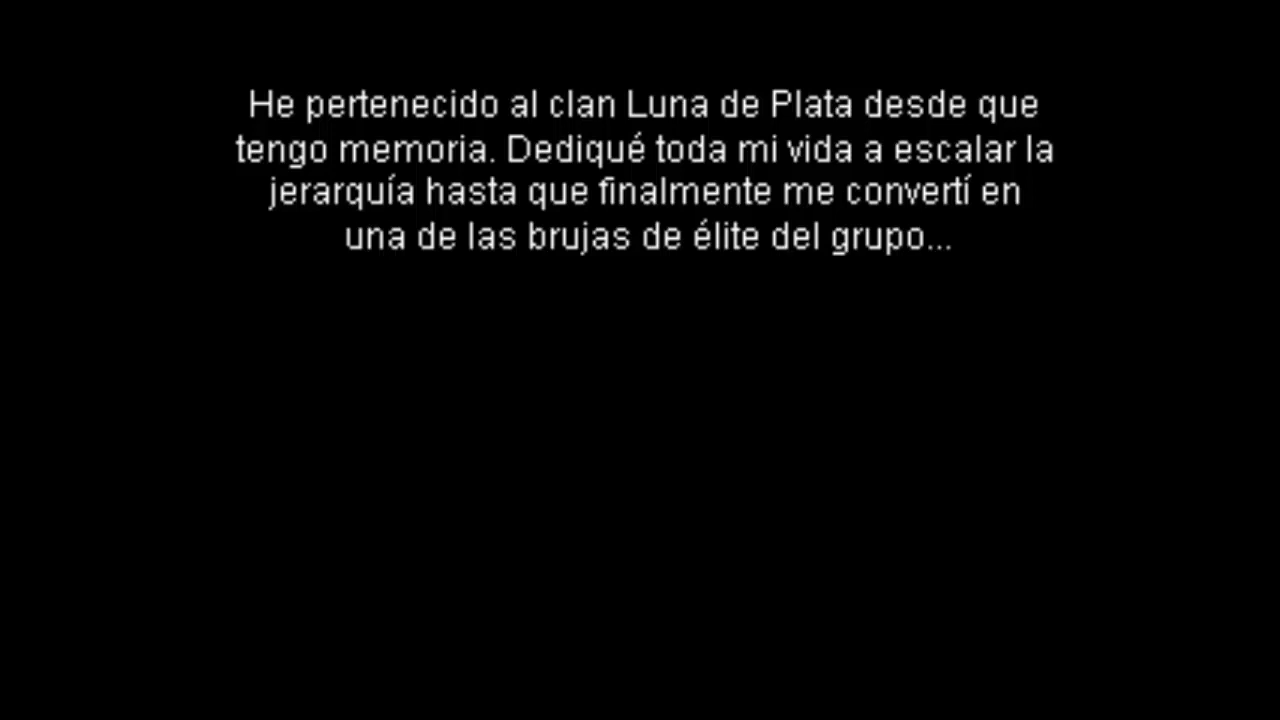 He pertenecido al clan Luna de Plata desde que
tengo memoria. Dediqué toda mi vida a escalar la
jerarquía hasta que finalmente me convertí en
una de las brujas de élite del grupo...